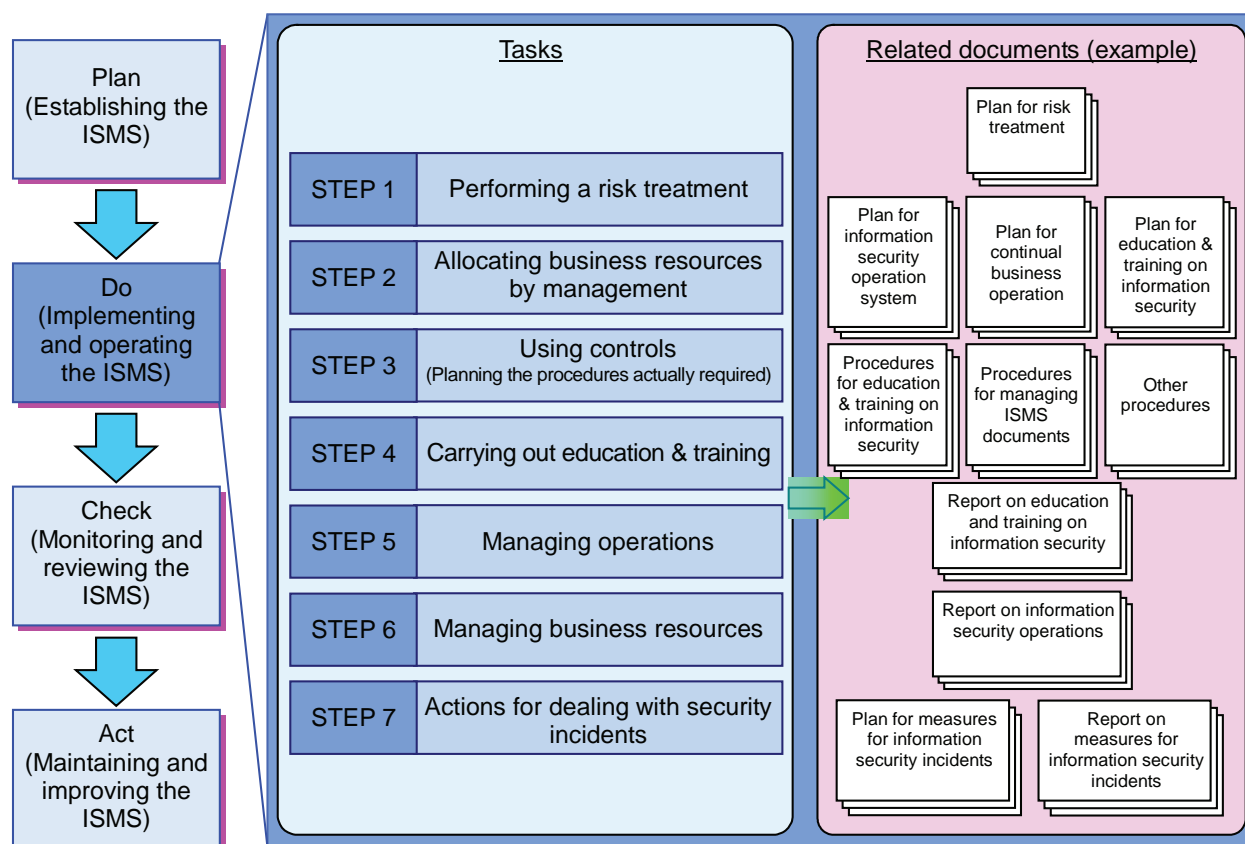 Plan
(Establishing the
ISMS)
Do
(Implementing
and operating
the ISMS)
Check
(Monitoring and
reviewing the
ISMS)
Act
(Maintaining and
improving the
ISMS)
Tasks
STEP 1
Performing a risk treatment
STEP 2
Allocating business resources
by management
STEP 3
Using controls
(Planning the procedures actually required)
STEP 4
Carrying out education & training
STEP 5
Managing operations
STEP 6
Managing business resources
STEP 7
Actions for dealing with security
incidents
Related documents (example)
Plan for risk
treatment
Plan for
information
security
operation
system
Plan for
continual
business
operation
Plan for
education &
training on
information
security
Procedures
for education
& training on
information
security
Procedures
for managing
ISMS
documents
Other
procedures
Report on education
and training on
information security
Report on information
security operations
Plan for measures
for information
security incidents
Report on
measures for
information security
incidents